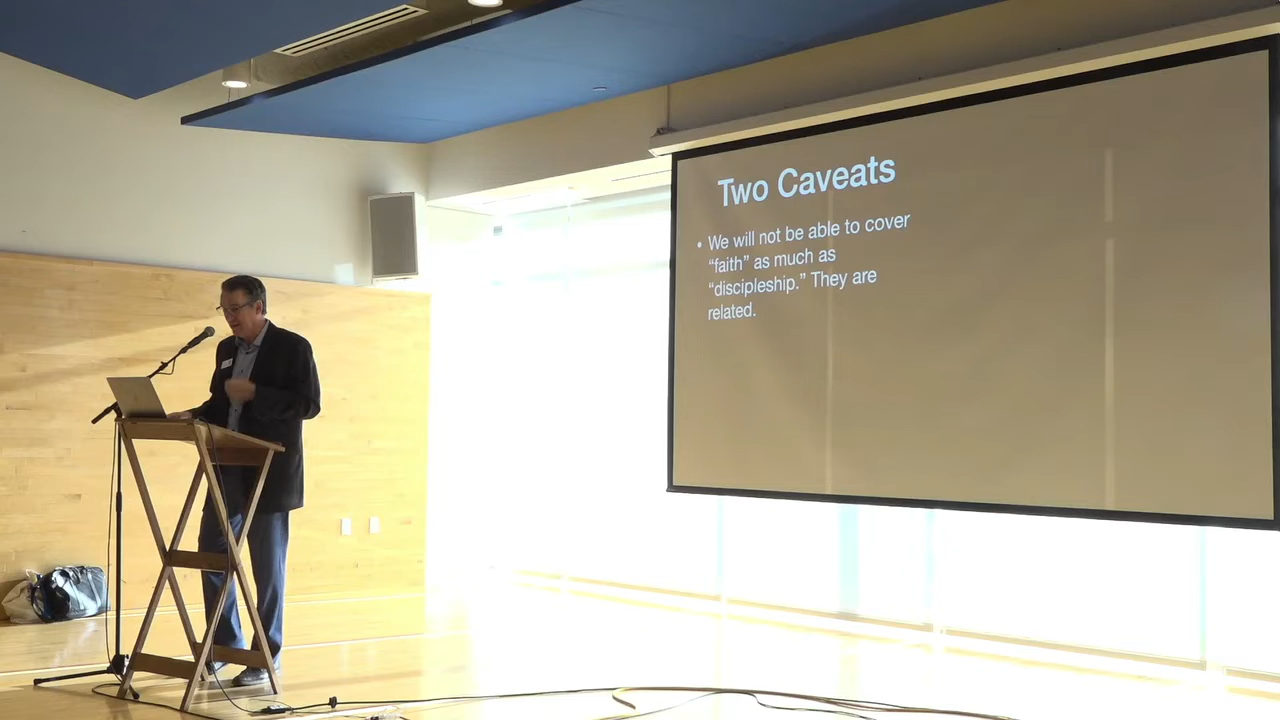 Two Caveats
• We will not be able to cover
“faith” as much as
“discipleship.” They are
related.